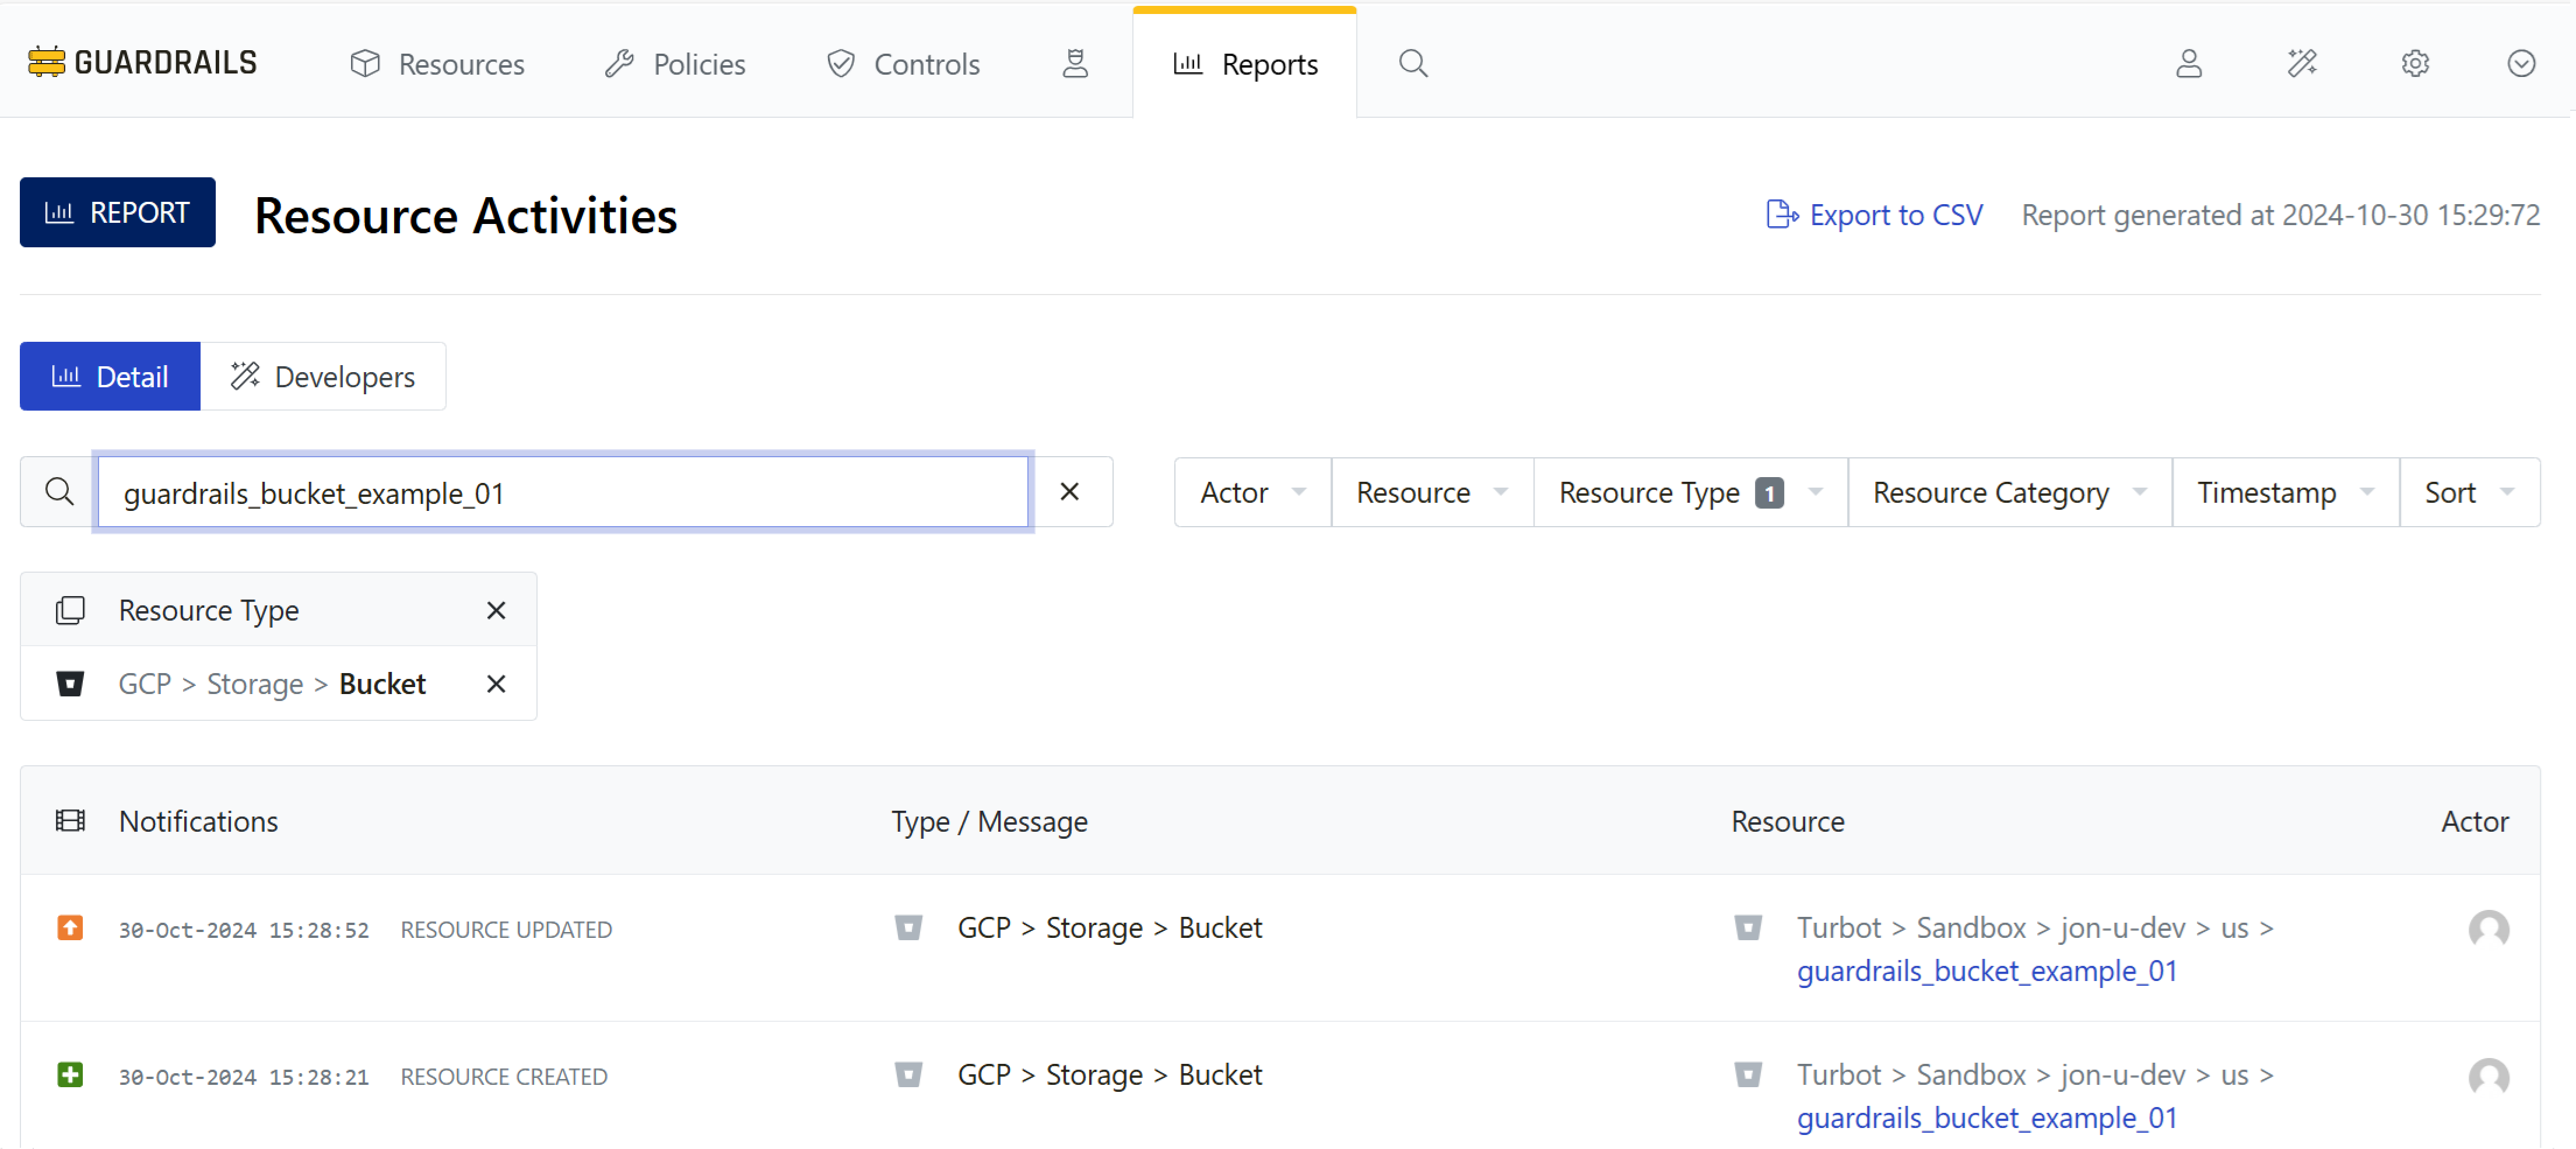 GUARDRAILS Resources Policies Controls Reports
REPORT Resource Activities Export to CSV Report generated at 2024-10-30 15:29:72
Detail Developers
guardrails_bucket_example_01 Actor Resource Resource Type 1 Resource Category Timestamp Sort
Resource Type
GCP > Storage > Bucket
Notifications Type / Message Resource Actor
30-Oct-2024 15:28:52 RESOURCE UPDATED GCP > Storage > Bucket Turbot > Sandbox > jon-u-dev > us >
guardrails_bucket_example_01
30-Oct-2024 15:28:21 RESOURCE CREATED GCP > Storage > Bucket Turbot > Sandbox > jon-u-dev > us >
guardrails_bucket_example_01